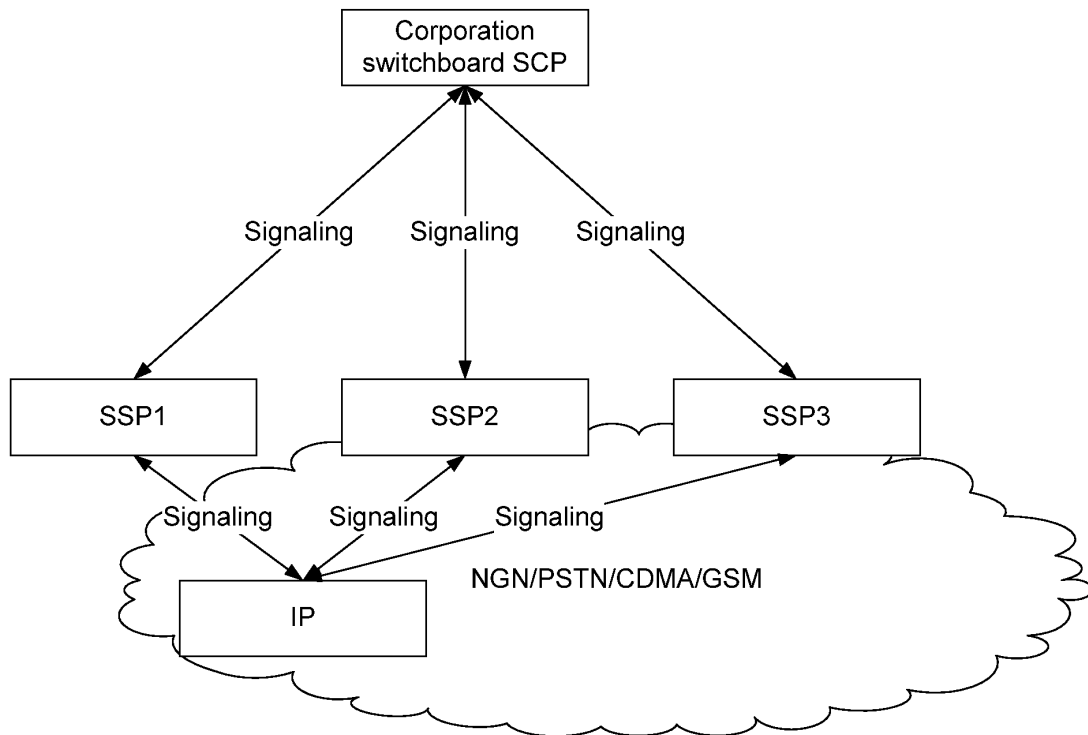 Corporation
switchboard SCP
Signaling
Signaling
Signaling
SSP1
SSP2
SSP3
Signaling
Signaling
Signaling
NGN/PSTN/CDMA/GSM
IP